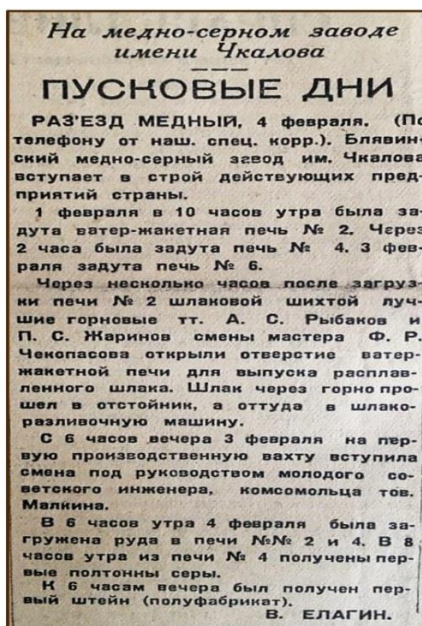 На медно-серном заводе
имени Чкалова
ПУСКОВЫЕ ДНИ
РАЗ'ЕЗД МЕДНЫЙ, 4 февраля. (По
телефону от наш. спец. корр.). Блявин-
ский медно-серный завод им. Чкалова
вступает в строй действующих пред-
приятий страны.
1 февраля в 10 часов утра была за-
дута ватер-жакетная печь № 2. Через
2 часа была задута печь № 4. 3 фев-
раля задута печь № 6.
Через несколько часов после загруз-
ки печи № 2 шлаковой шихтой луч-
шие горновые тт. А. С. Рыбаков и
П. С. Жаринов смены мастера Ф. Р.
Чекопасова открыли отверстие ватер-
жакетной печи для выпуска расплав-
ленного шлака. Шлак через горно про-
шел в отстойник, а оттуда в шлако-
разливочную машину.
С 6 часов вечера 3 февраля на пер-
вую производственную вахту вступила
смена под руководством молодого со-
ветского инженера, комсомольца тов.
Малкина.
В 6 часов утра 4 февраля была за-
гружена руда в печи №№ 2 и 4. В 8
часов утра из печи № 4 получены пер-
вые полтонны серы.
К 6 часам вечера был получен пер-
вый штейн (полуфабрикат).
В. ЕЛАГИН.